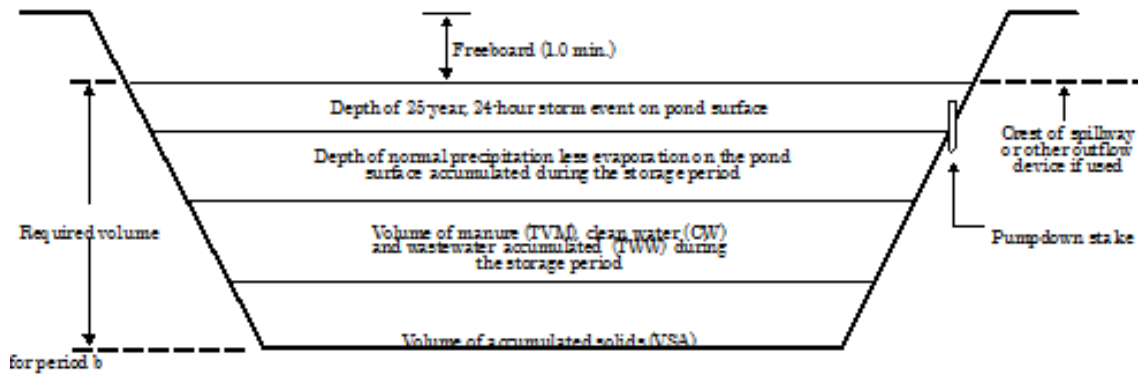 Freeboard (1.0 min.)
Depth of 25-year, 24-hour storm event on pond surface
Crest of spillway
or other outflow
device if used
Depth of normal precipitation less evaporation on the pond
surface accumulated during the storage period
Required volume
Volume of manure (TVM), clean water (CW)
and wastewater accumulated (TWW) during
the storage period
Pumpdown stake
Volume of accumulated solids (VSA)
for period b